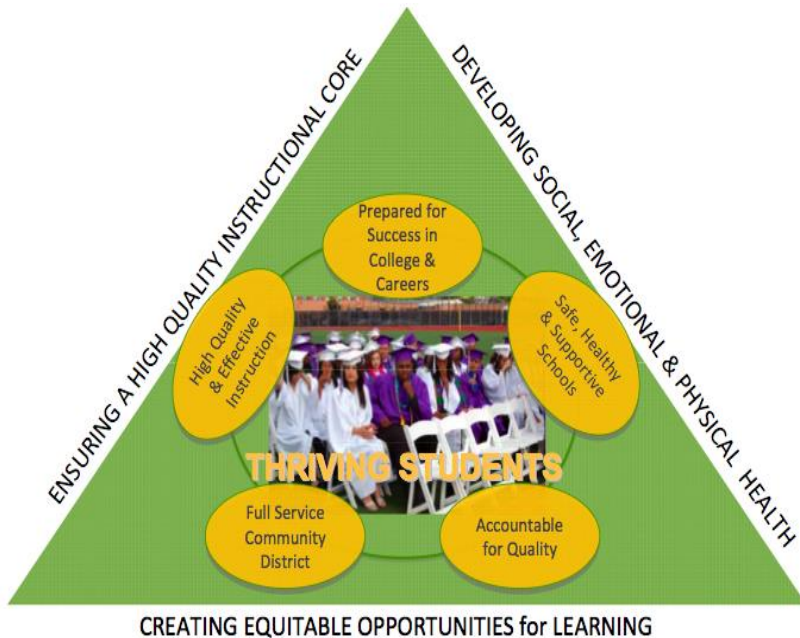 ENSURING A HIGH QUALITY INSTRUCTIONAL CORE
DEVELOPING SOCIAL, EMOTIONAL & PHYSICAL HEALTH
Prepared for
Success in
College &
Careers
High Quality
& Effective
Instruction
Safe, Healthy
& Supportive
Schools
THRIVING STUDENTS
Full Service
Community
District
Accountable
for Quality
CREATING EQUITABLE OPPORTUNITIES for LEARNING